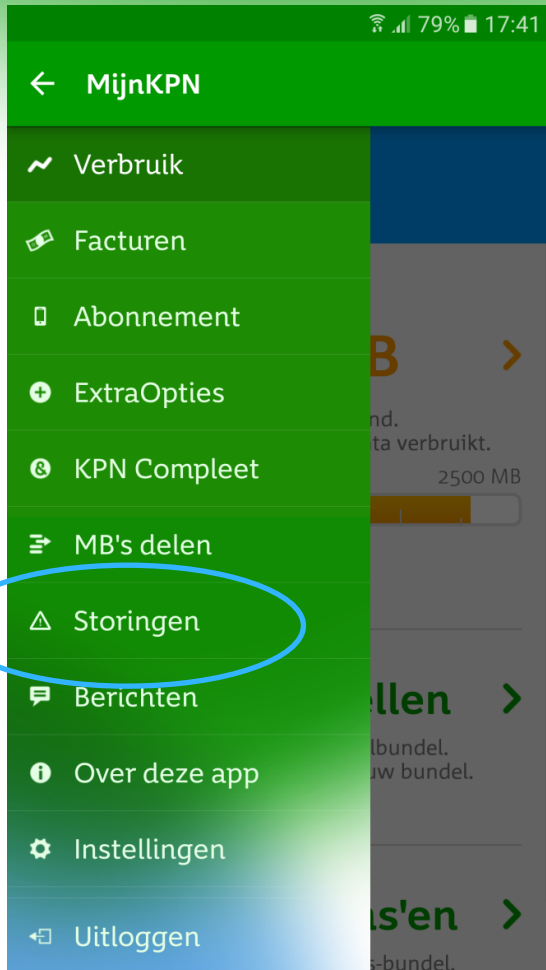 79% 17:41
MijnKPN
Verbruik
Facturen
Abonnement
B
ExtraOpties
nd.
ta verbruikt.
KPN Compleet
2500 MB
MB's delen
Storingen
Berichten
llen
lbundel.
Over deze app
uw bundel.
Instellingen
s'en
Uitloggen
s-bundel.